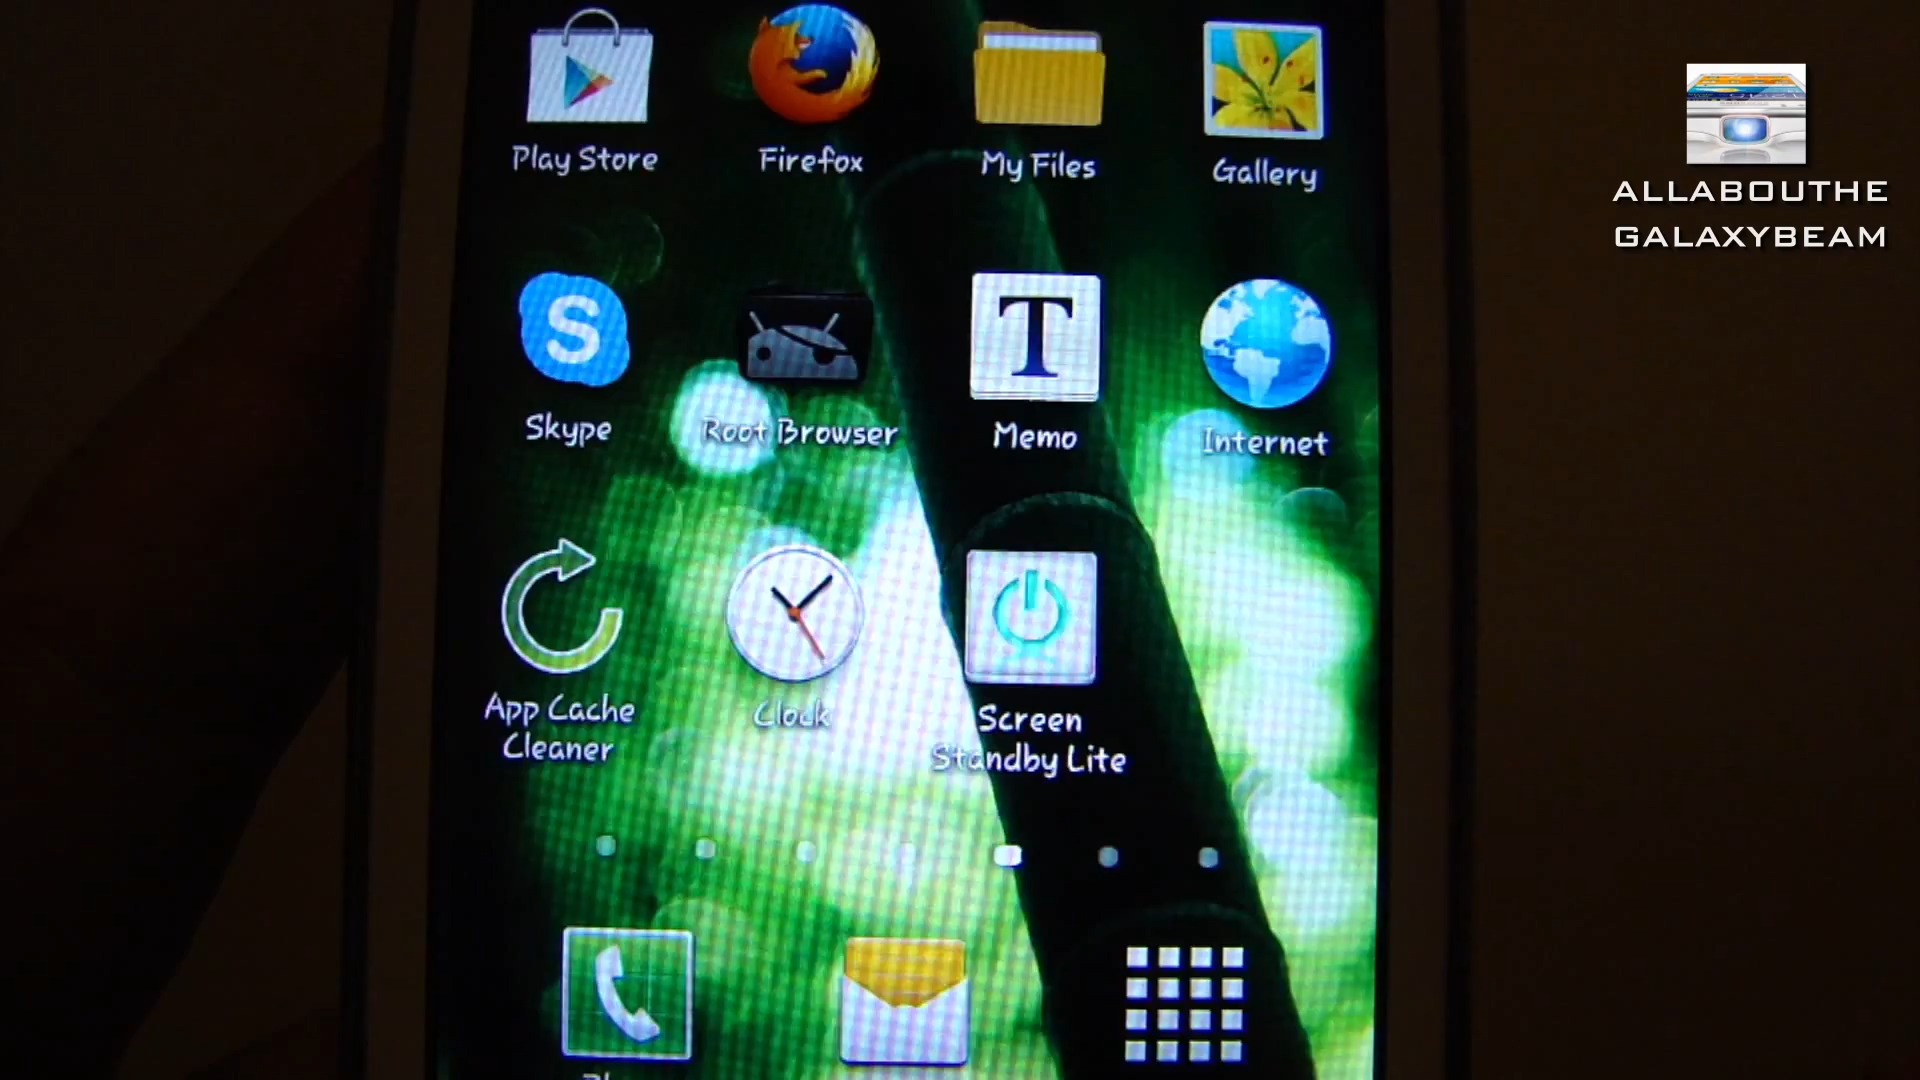 Play Store
Firefox
My Files
Gallery
ALLABOUTHE
GALAXYBEAM
S
Skype
Root Browser
T
Memo
Internet
App Cache
Cleaner
Clock
Screen
Standby Lite